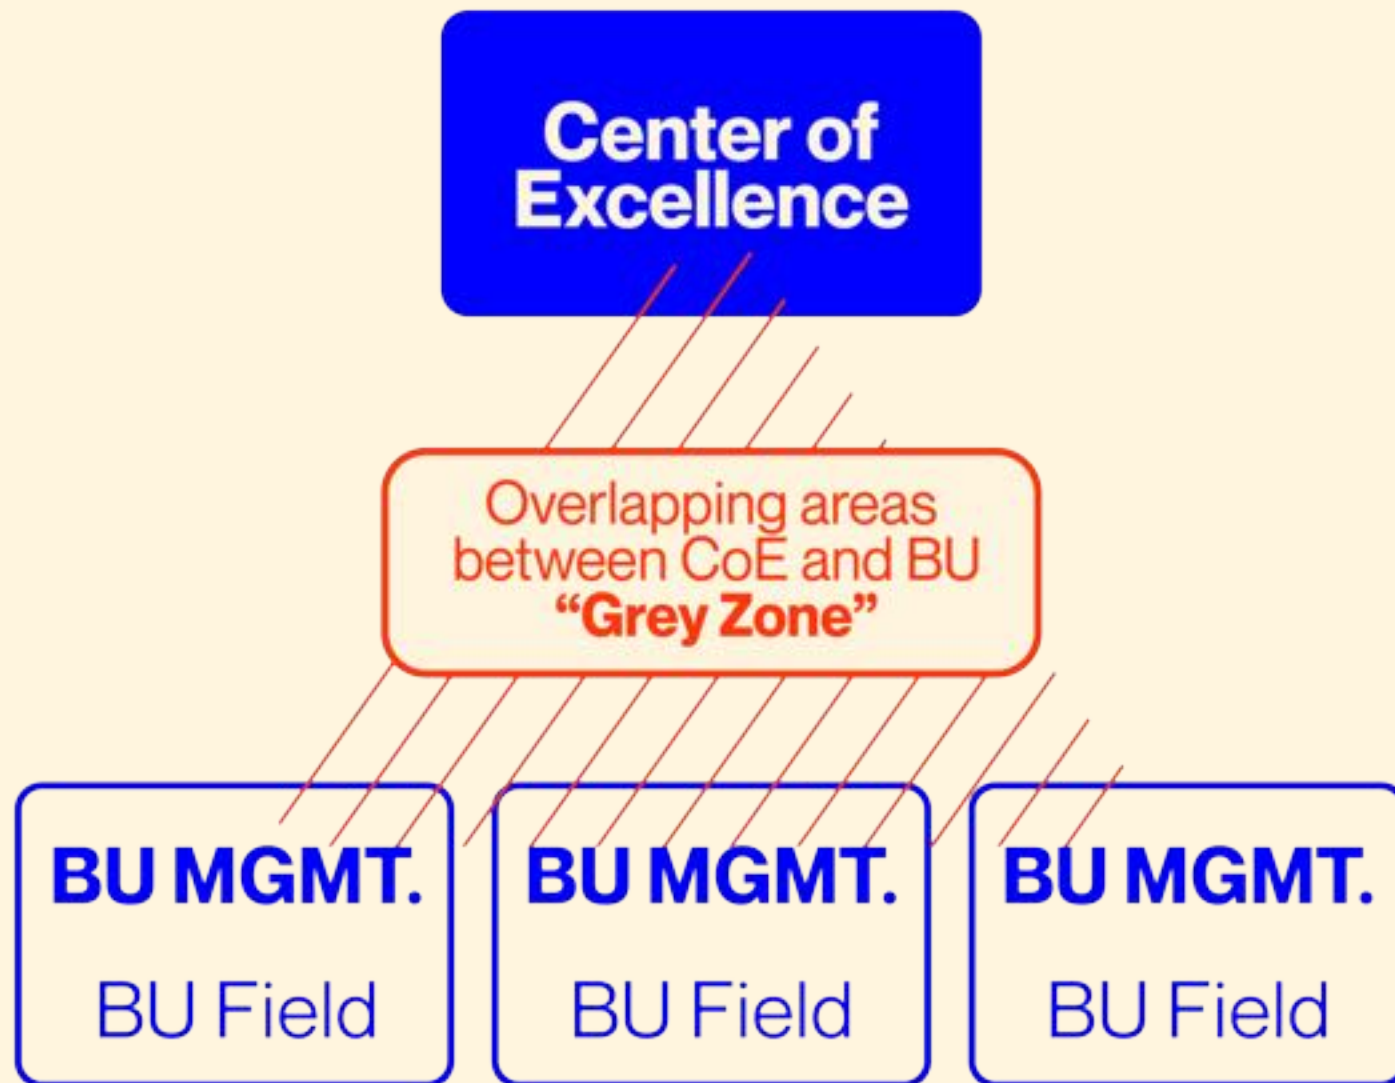 Center of
Excellence
Overlapping areas
between CoE and BU
“Grey Zone”
BU MGMT.
BU Field
BU MGMT.
BU Field
BU MGMT.
BU Field